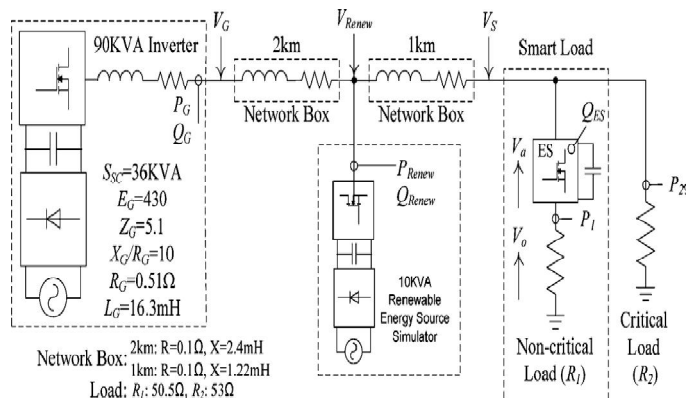 V_G
V_Renew
V_S
90KVA Inverter
2km
1km
Smart Load
Network Box
Network Box
P_G
Q_G
S_SC=36KVA
E_G=430
Z_G=5.1
X_G/R_G=10
R_G=0.51Ω
L_G=16.3mH
P_Renew
Q_Renew
10KVA
Renewable
Energy Source
Simulator
Q_ES
ES
V_a
V_o
P_1
Non-critical
Load (R_1)
Critical
Load
(R_2)
Network Box: 2km: R=0.1Ω, X=2.4mH
1km: R=0.1Ω, X=1.22mH
Load: R_1: 50.5Ω, R_2: 53Ω